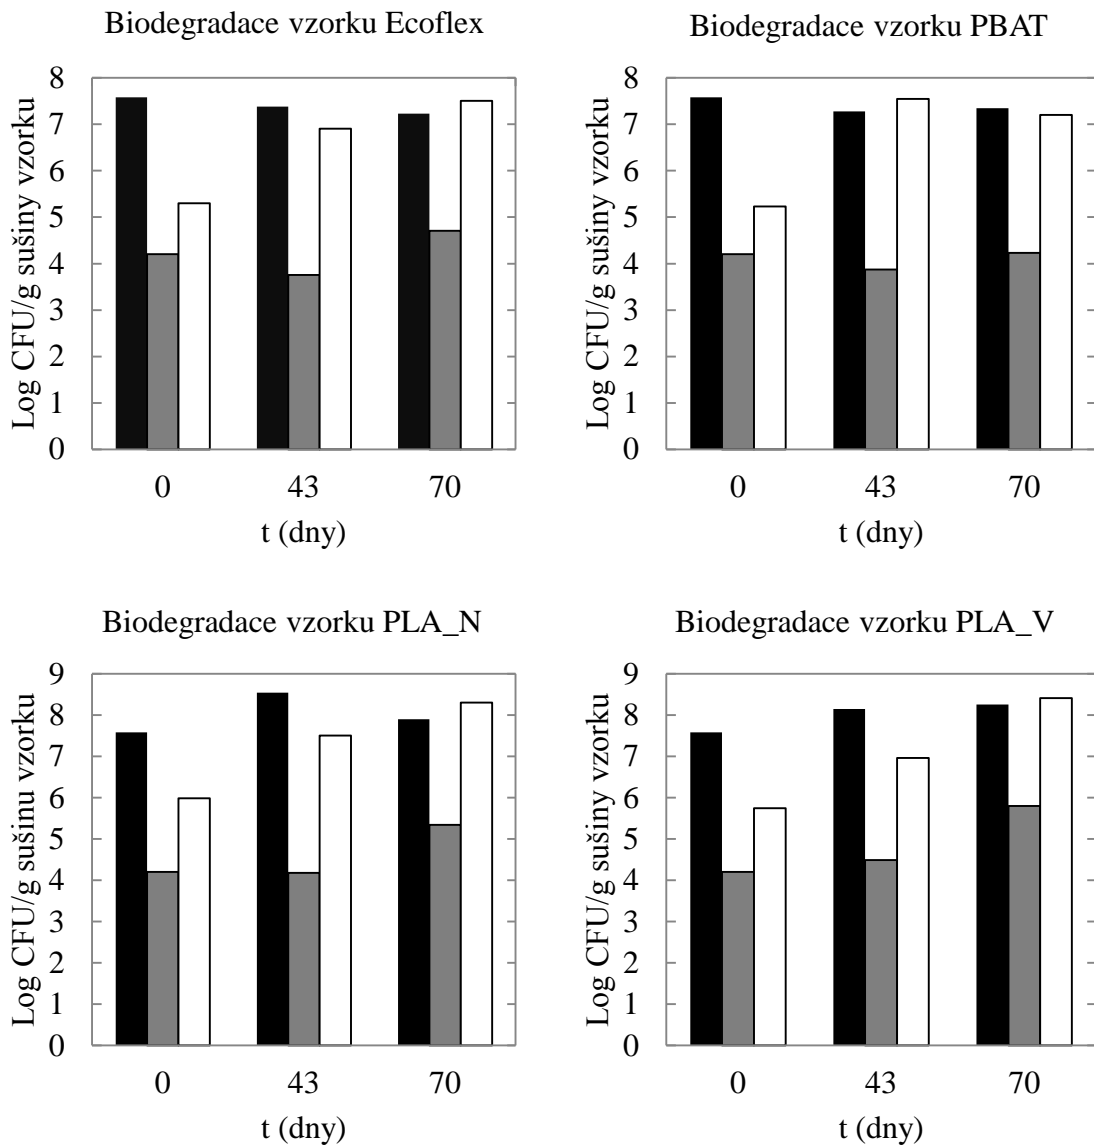 Biodegradace vzorku Ecoflex
Log CFU/g sušiny vzorku
8
7
6
5
4
3
2
1
0
0 43 70
t (dny)
Biodegradace vzorku PBAT
Log CFU/g sušiny vzorku
8
7
6
5
4
3
2
1
0
0 43 70
t (dny)
Biodegradace vzorku PLA_N
Log CFU/g sušinu vzorku
9
8
7
6
5
4
3
2
1
0
0 43 70
t (dny)
Biodegradace vzorku PLA_V
Log CFU/g sušiny vzorku
9
8
7
6
5
4
3
2
1
0
0 43 70
t (dny)